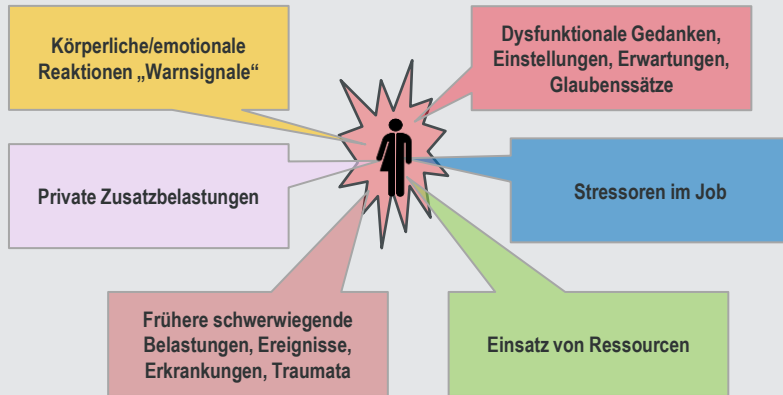 Körperliche/emotionale
Reaktionen „Warnsignale“
Dysfunktionale Gedanken,
Einstellungen, Erwartungen,
Glaubenssätze
Private Zusatzbelastungen
Stressoren im Job
Frühere schwerwiegende
Belastungen, Ereignisse,
Erkrankungen, Traumata
Einsatz von Ressourcen